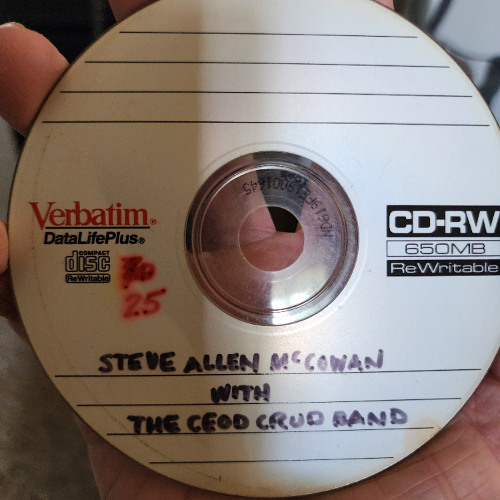 Verbatim®
DataLifePlus®
COMPACT
disc
ReWritable
25
CD-RW
650MB
ReWritable
STEVE ALLEN McCOWAN
WITH
THE CEOD CRUD BAND